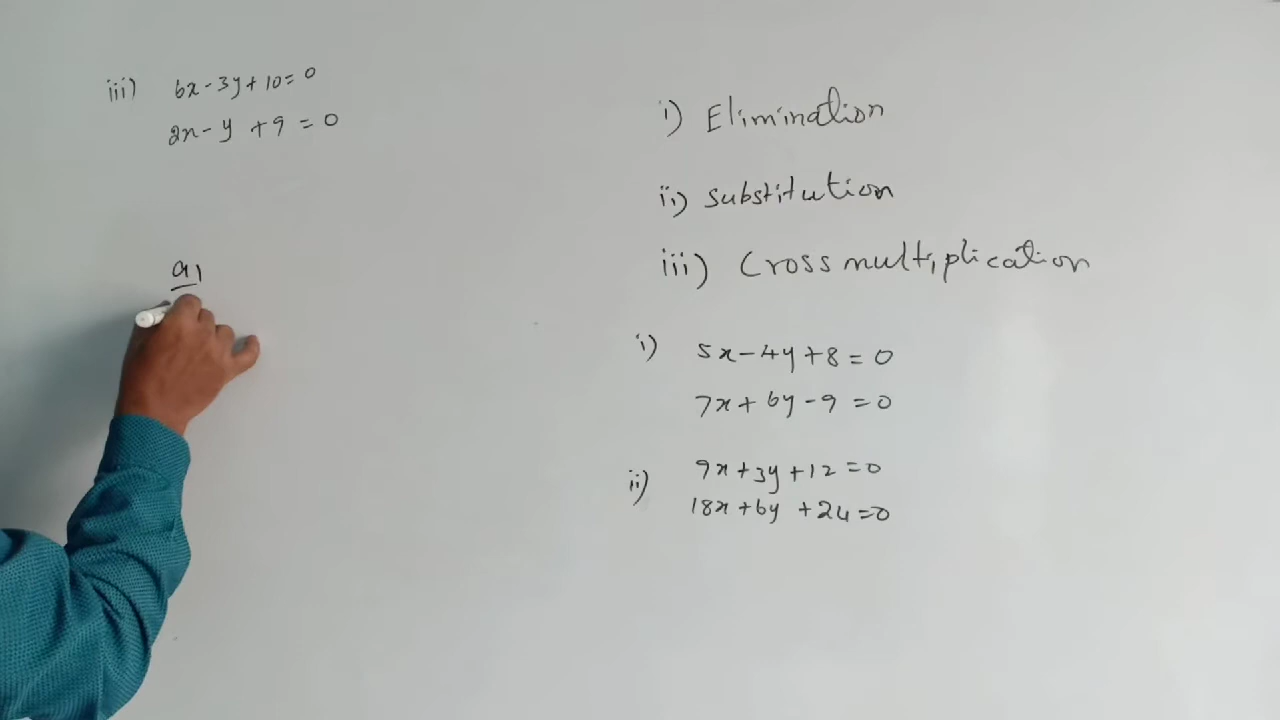 iii) 6x-3y+10=0
2x-y+9=0
a1
i) Elimination
ii) substitution
iii) Cross multiplication
i) 5x-4y+8=0
7x+6y-9=0
ii) 9x+3y+12=0
18x+6y+24=0